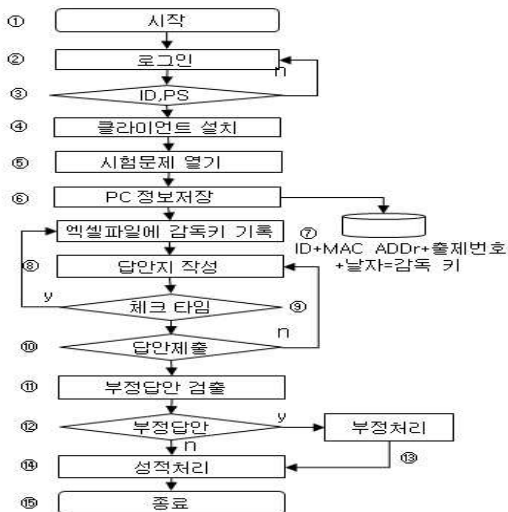 ① 시작
② 로그인
n
③ ID,PS
④ 클라이언트 설치
⑤ 시험문제 열기
⑥ PC 정보저장
엑셀파일에 감독키 기록 ⑦
ID+MAC ADDr+출제번호
+날자=감독 키
⑧ 답안지 작성
y
체크 타임 ⑨
n
⑩ 답안제출
⑪ 부정답안 검출
⑫ 부정답안 y 부정처리
n
⑬
⑭ 성적처리
⑮ 종료